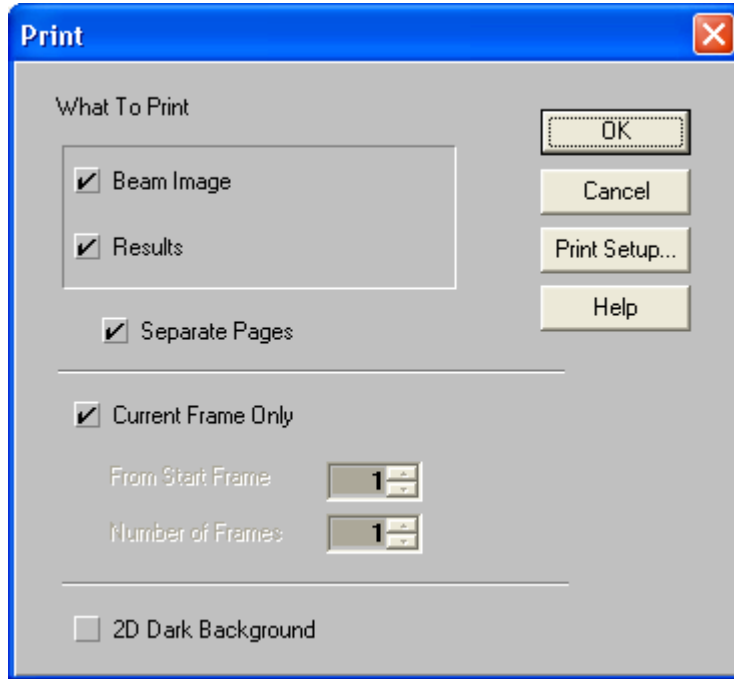 Print
What To Print
Beam Image
Results
Separate Pages
OK
Cancel
Print Setup...
Help
Current Frame Only
From Start Frame 1
Number of Frames 1
2D Dark Background